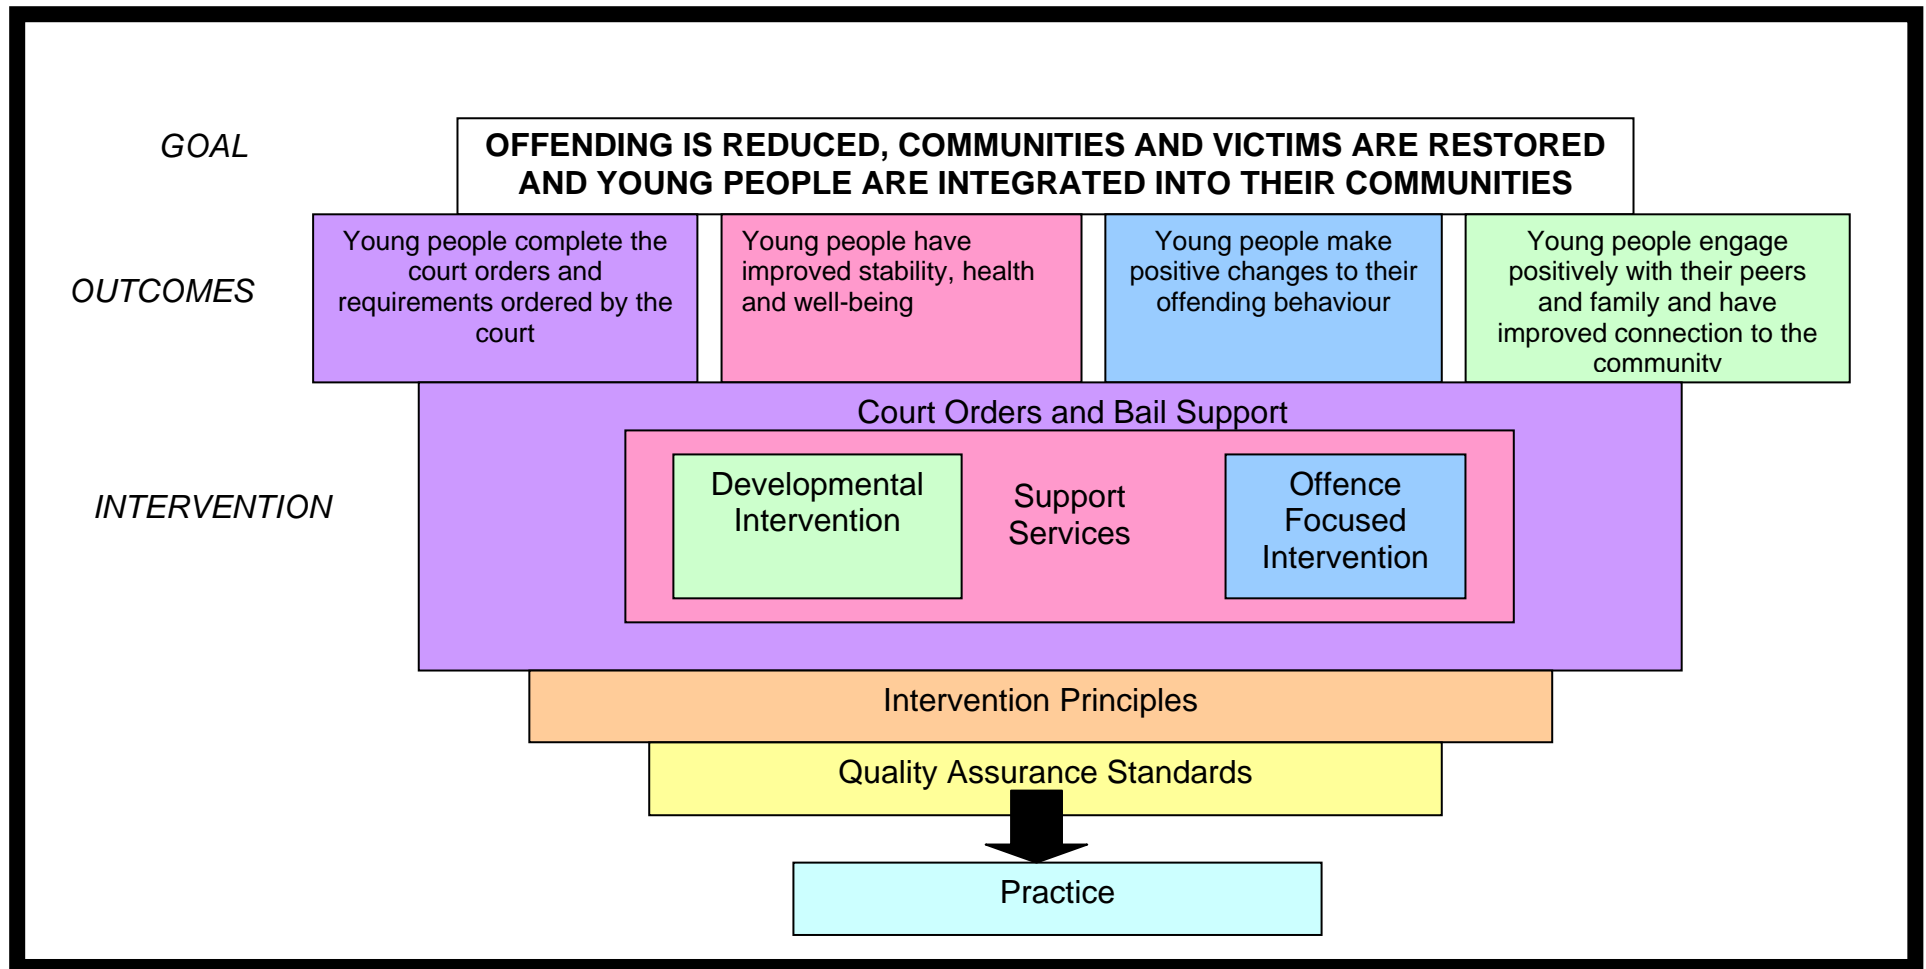 GOAL
OFFENDING IS REDUCED, COMMUNITIES AND VICTIMS ARE RESTORED
AND YOUNG PEOPLE ARE INTEGRATED INTO THEIR COMMUNITIES
OUTCOMES
Young people complete the
court orders and
requirements ordered by the
court
Young people have
improved stability, health
and well-being
Young people make
positive changes to their
offending behaviour
Young people engage
positively with their peers
and family and have
improved connection to the
community
INTERVENTION
Court Orders and Bail Support
Developmental
Intervention
Support
Services
Offence
Focused
Intervention
Intervention Principles
Quality Assurance Standards
Practice